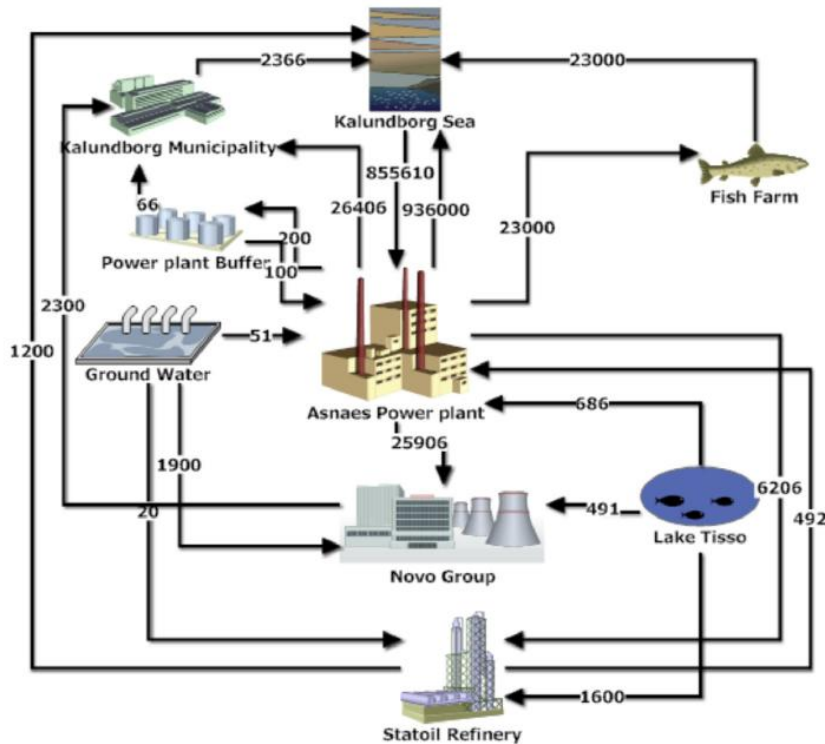 2366
23000
Kalundborg Sea
Kalundborg Municipality
855610
Fish Farm
66
26406
936000
23000
200
Power plant Buffer
100
2300
51
1200
Ground Water
Asnaes Power plant
686
25906
1900
6206
20
491
492
Lake Tisso
Novo Group
1600
Statoil Refinery